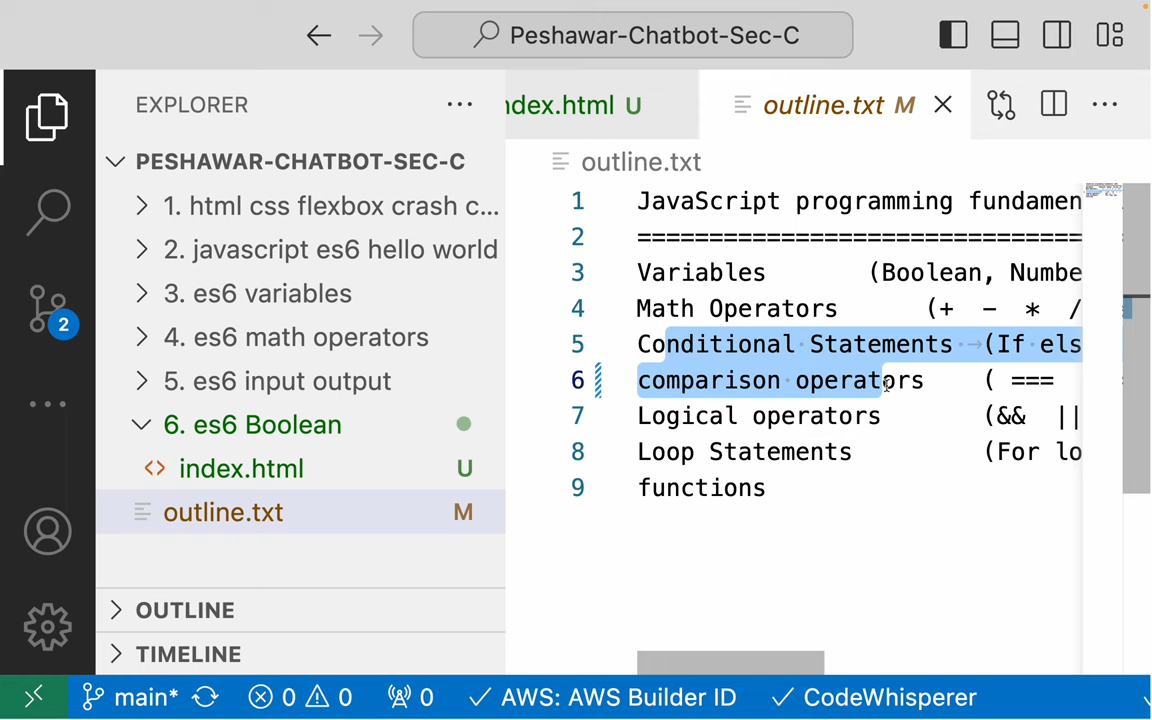 Peshawar-Chatbot-Sec-C
EXPLORER
PESHAWAR-CHATBOT-SEC-C
1. html css flexbox crash c...
2. javascript es6 hello world
3. es6 variables
4. es6 math operators
5. es6 input output
6. es6 Boolean
index.html U
outline.txt M
OUTLINE
TIMELINE
ndex.html U
outline.txt M
outline.txt
1 JavaScript programming fundamen
2 ===============================
3 Variables (Boolean, Numbe
4 Math Operators (+ - * /
5 Conditional Statements (If els
6 comparison operators ( ===
7 Logical operators (&& ||
8 Loop Statements (For lo
9 functions
2
main* 0 0 0 AWS: AWS Builder ID CodeWhisperer